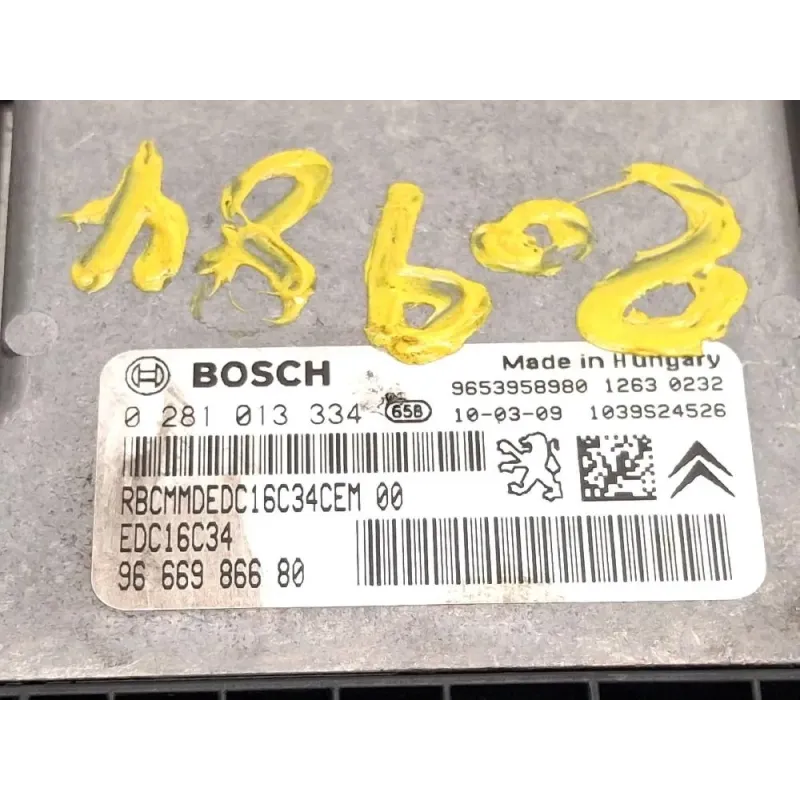 BOSCH
Made in Hungary
9653958980 1263 0232
0 281 013 334 658
10-03-09 1039S24526
RBCMMDEDC16C34CEM 00
EDC16C34
96 669 866 80